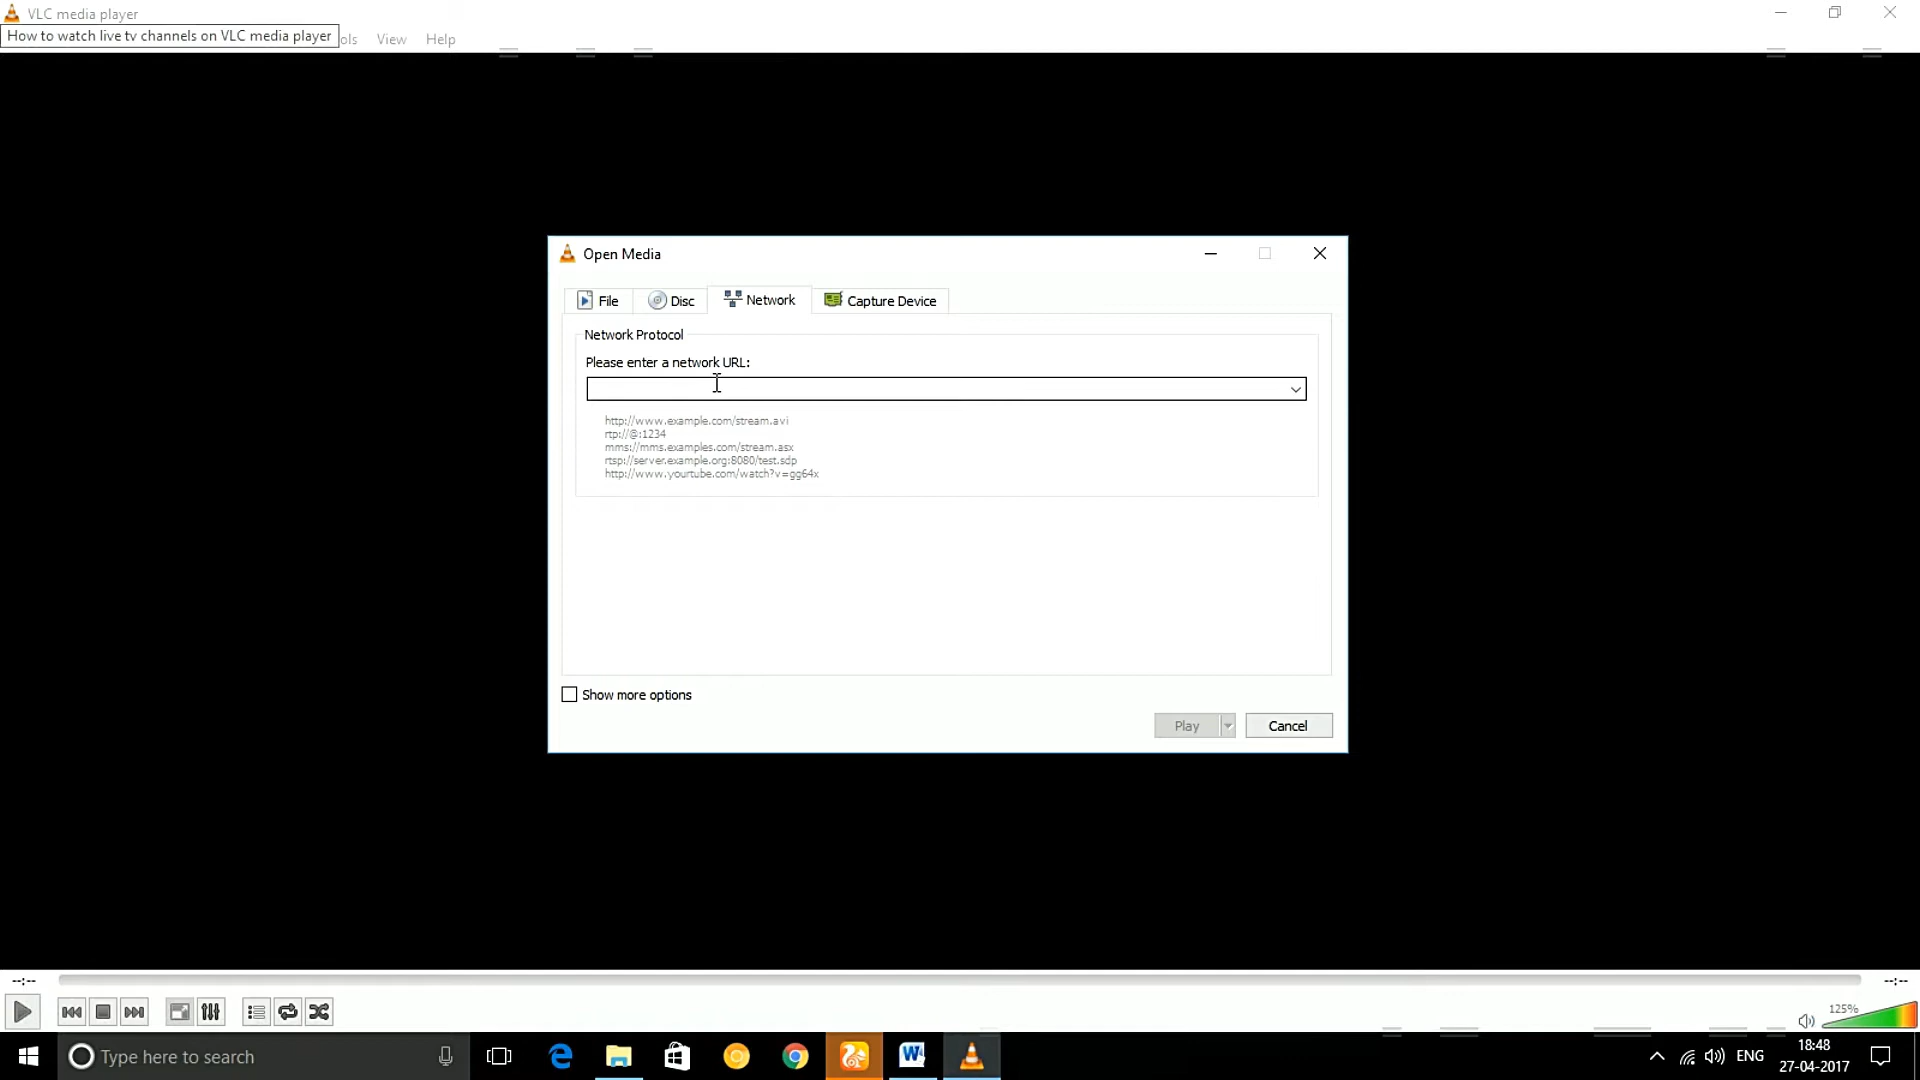 VLC media player
How to watch live tv channels on VLC media player
ols View Help
Open Media
File Disc Network Capture Device
Network Protocol
Please enter a network URL:
http://www.example.com/stream.avi
rtp://@:1234
mms://mms.examples.com/stream.asx
rtsp://server.example.org:8080/test.sdp
http://www.yourtube.com/watch?v=gg64x
Show more options
Play Cancel
--:-- --:--
125%
Type here to search
ENG
18:48
27-04-2017